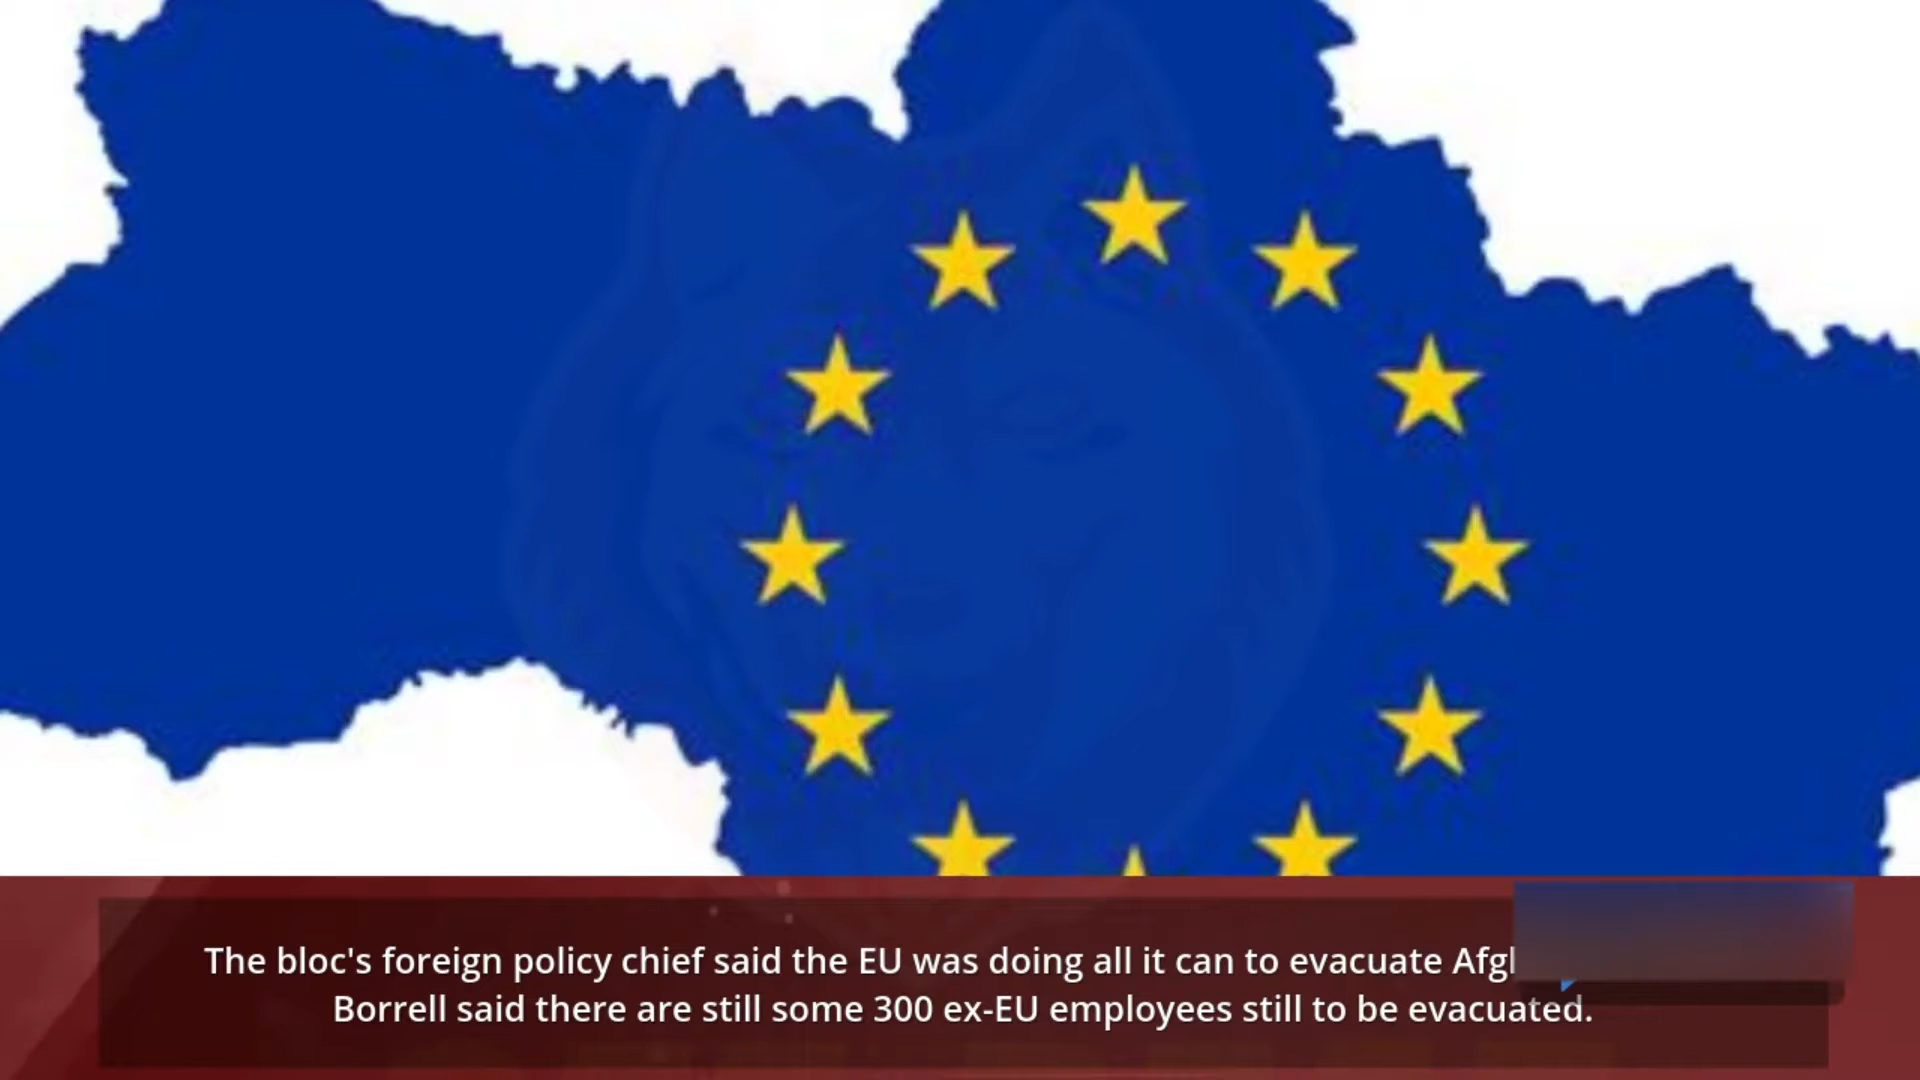 The bloc's foreign policy chief said the EU was doing all it can to evacuate
Borrell said there are still some 300 ex-EU employees still to be evacuated.